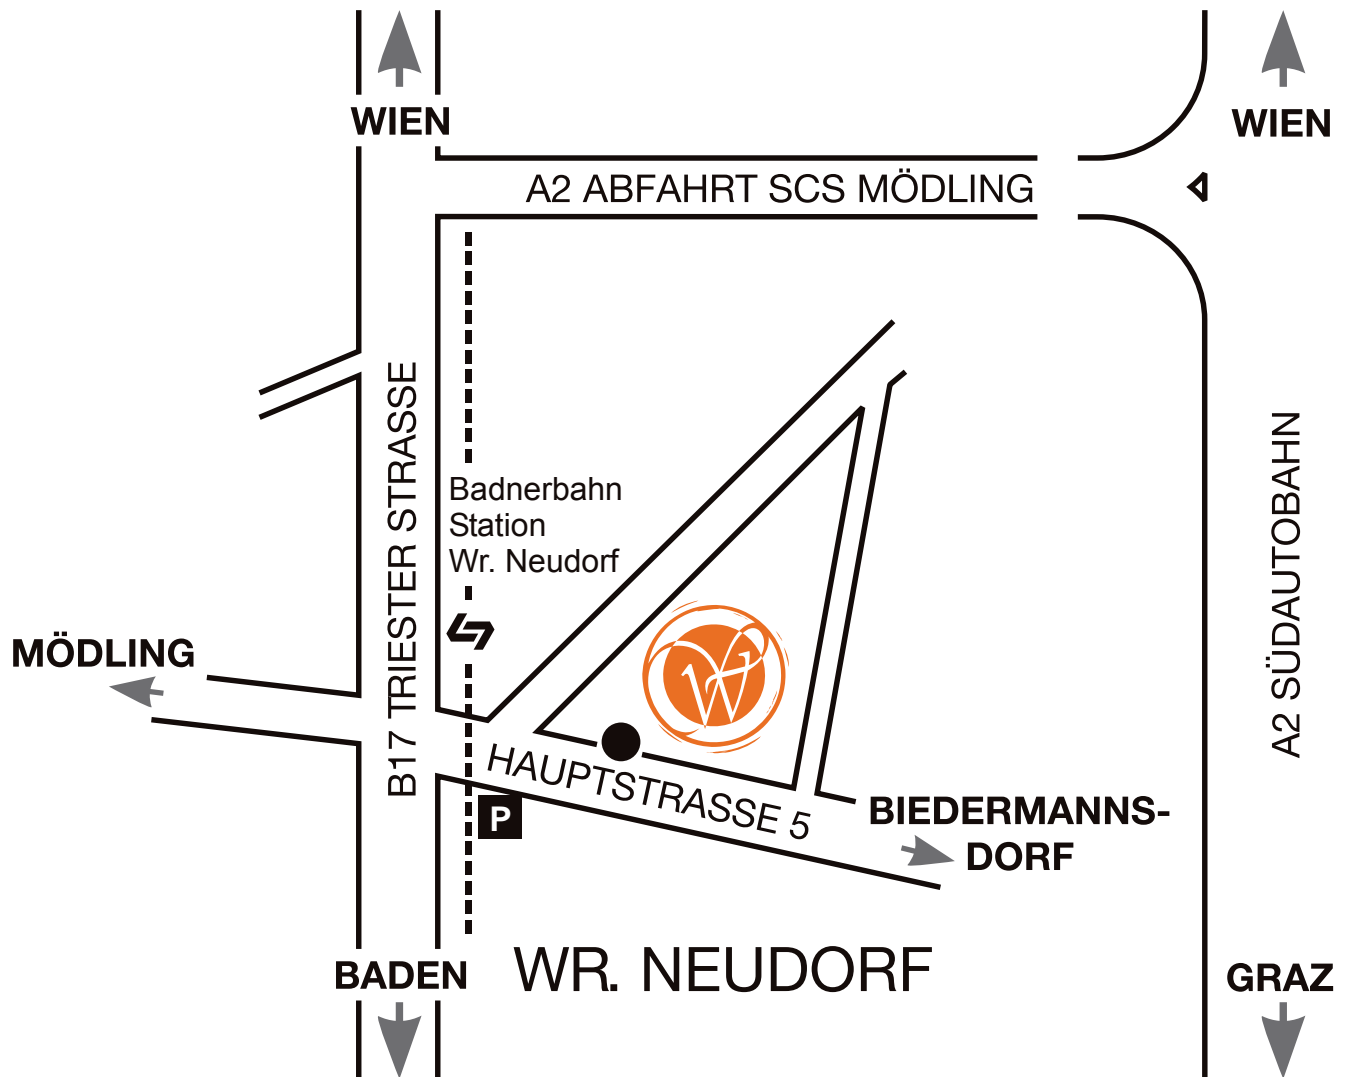 WIEN
WIEN
A2 ABFAHRT SCS MÖDLING
B17 TRIESTER STRASSE
Badnerbahn
Station
Wr. Neudorf
A2 SÜDAUTOBAHN
MÖDLING
W
HAUPTSTRASSE 5
P
BIEDERMANNS-
DORF
WR. NEUDORF
BADEN
GRAZ